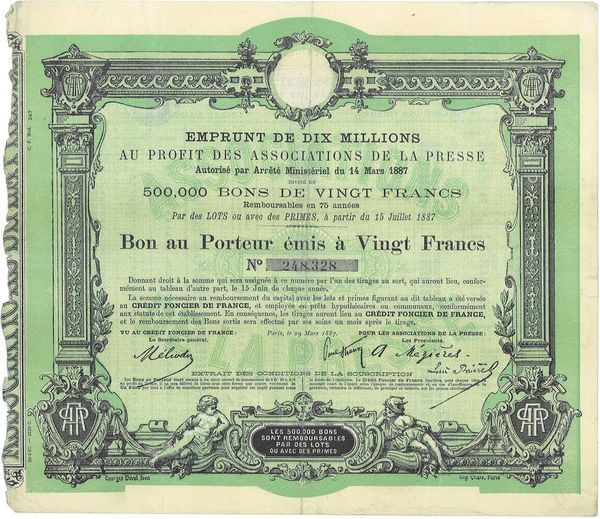 EMPRUNT DE DIX MILLIONS
AU PROFIT DES ASSOCIATIONS DE LA PRESSE
Autorisé par Arrêté Ministériel du 14 Mars 1887
DIVISÉ EN
500,000 BONS DE VINGT FRANCS
Remboursables en 75 années
Par des LOTS ou avec des PRIMES, à partir du 15 Juillet 1887
Bon au Porteur émis à Vingt Francs
No 248.328
Donnant droit à la somme qui sera assignée à ce numéro par l'un des tirages au sort, qui auront lieu, conformément
au tableau d'autre part, le 15 Juin de chaque année.
La somme nécessaire au remboursement du capital avec les lots et primes figurant au dit tableau a été versée
au CRÉDIT FONCIER DE FRANCE, et employée en prêts hypothécaires ou communaux, conformément
aux statuts de cet établissement. En conséquence, les tirages auront lieu au CRÉDIT FONCIER DE FRANCE,
et le remboursement des Bons sortis sera effectué par ses soins un mois après le tirage.
VU AU CRÉDIT FONCIER DE FRANCE:
Le Secrétaire général,
Paris, le 29 Mars 1887.
POUR LES ASSOCIATIONS DE LA PRESSE:
Les Présidents,
A Mézières
EXTRAIT DES CONDITIONS DE LA SOUSCRIPTION
LES 500,000 BONS
SONT REMBOURSABLES
PAR DES LOTS
OU AVEC DES PRIMES
Georges Duval, fecit
Imp. Chaix, Paris